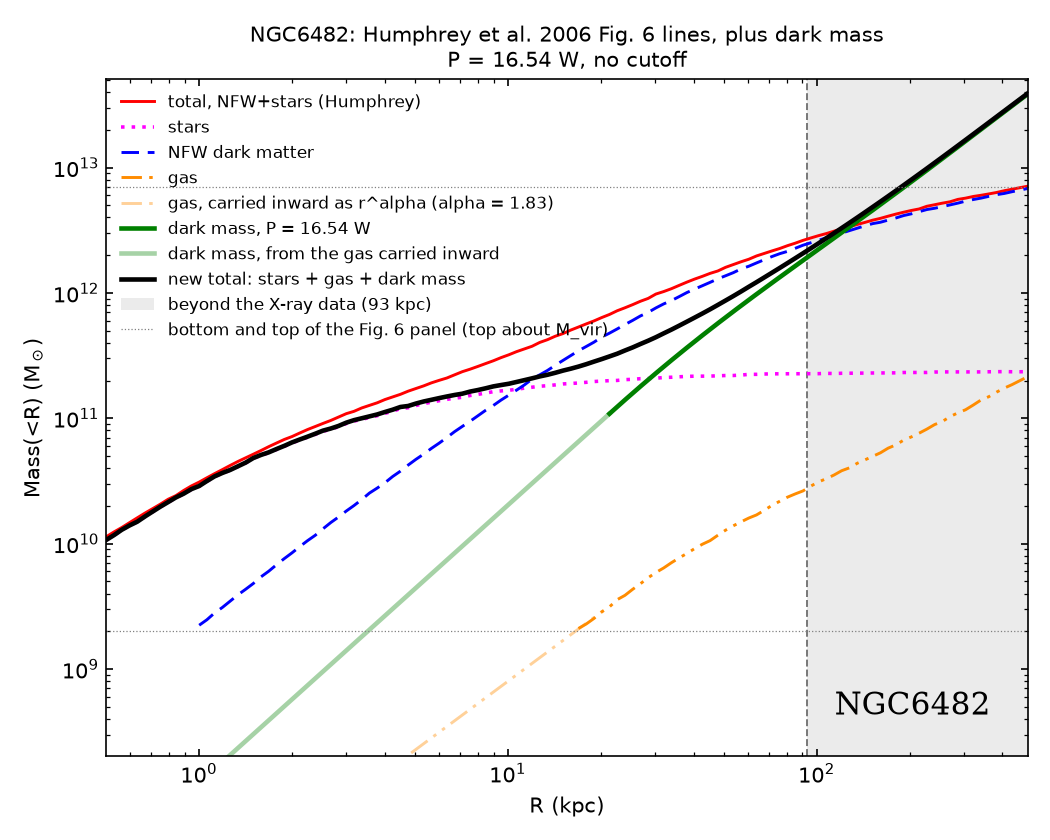 NGC6482: Humphrey et al. 2006 Fig. 6 lines, plus dark mass
P = 16.54 W, no cutoff
total, NFW+stars (Humphrey)
stars
NFW dark matter
gas
gas, carried inward as r^alpha (alpha = 1.83)
dark mass, P = 16.54 W
dark mass, from the gas carried inward
new total: stars + gas + dark mass
beyond the X-ray data (93 kpc)
bottom and top of the Fig. 6 panel (top about M_vir)
Mass(<R) (M☉)
10¹³
10¹²
10¹¹
10¹⁰
10⁹
NGC6482
10⁰ 10¹ 10²
R (kpc)